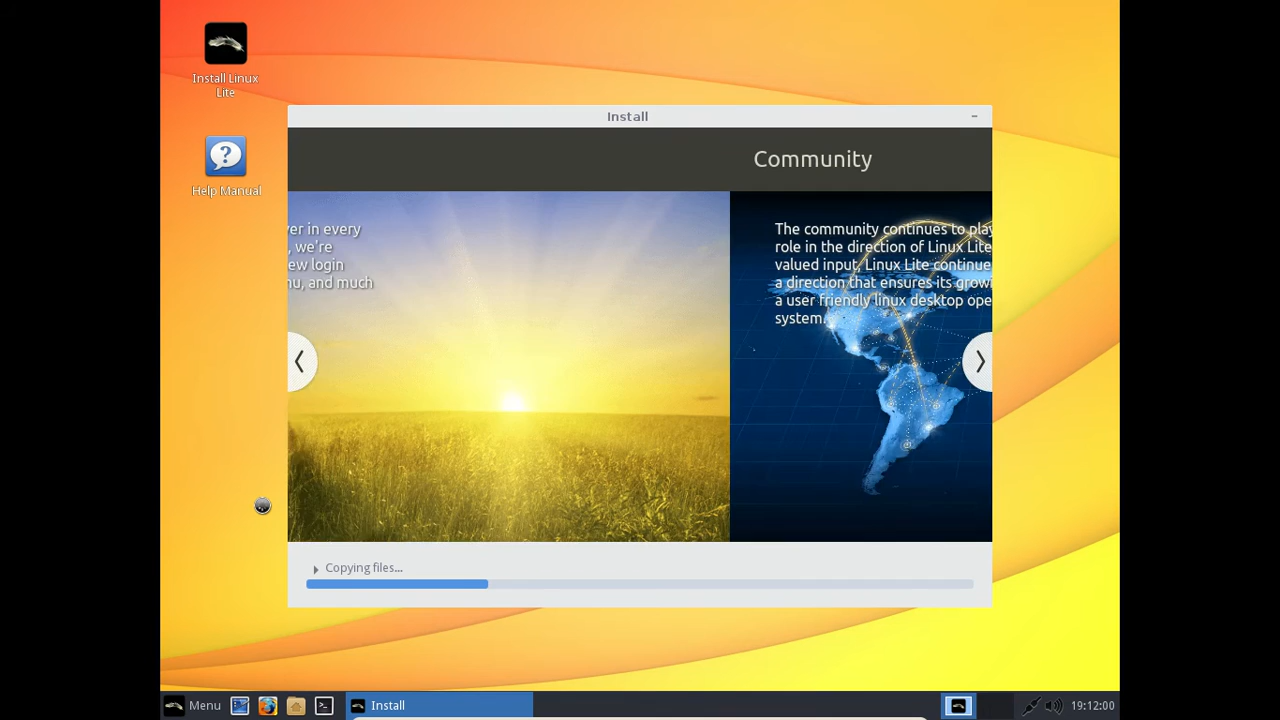 Install Linux
Lite
Help Manual
Install
Community
ver in every
, we're
ew login
nu, and much
The community continues to play
role in the direction of Linux Lite
valued input, Linux Lite continue
a direction that ensures its grow
a user friendly linux desktop ope
system.
Copying files...
Menu
Install
19:12:00